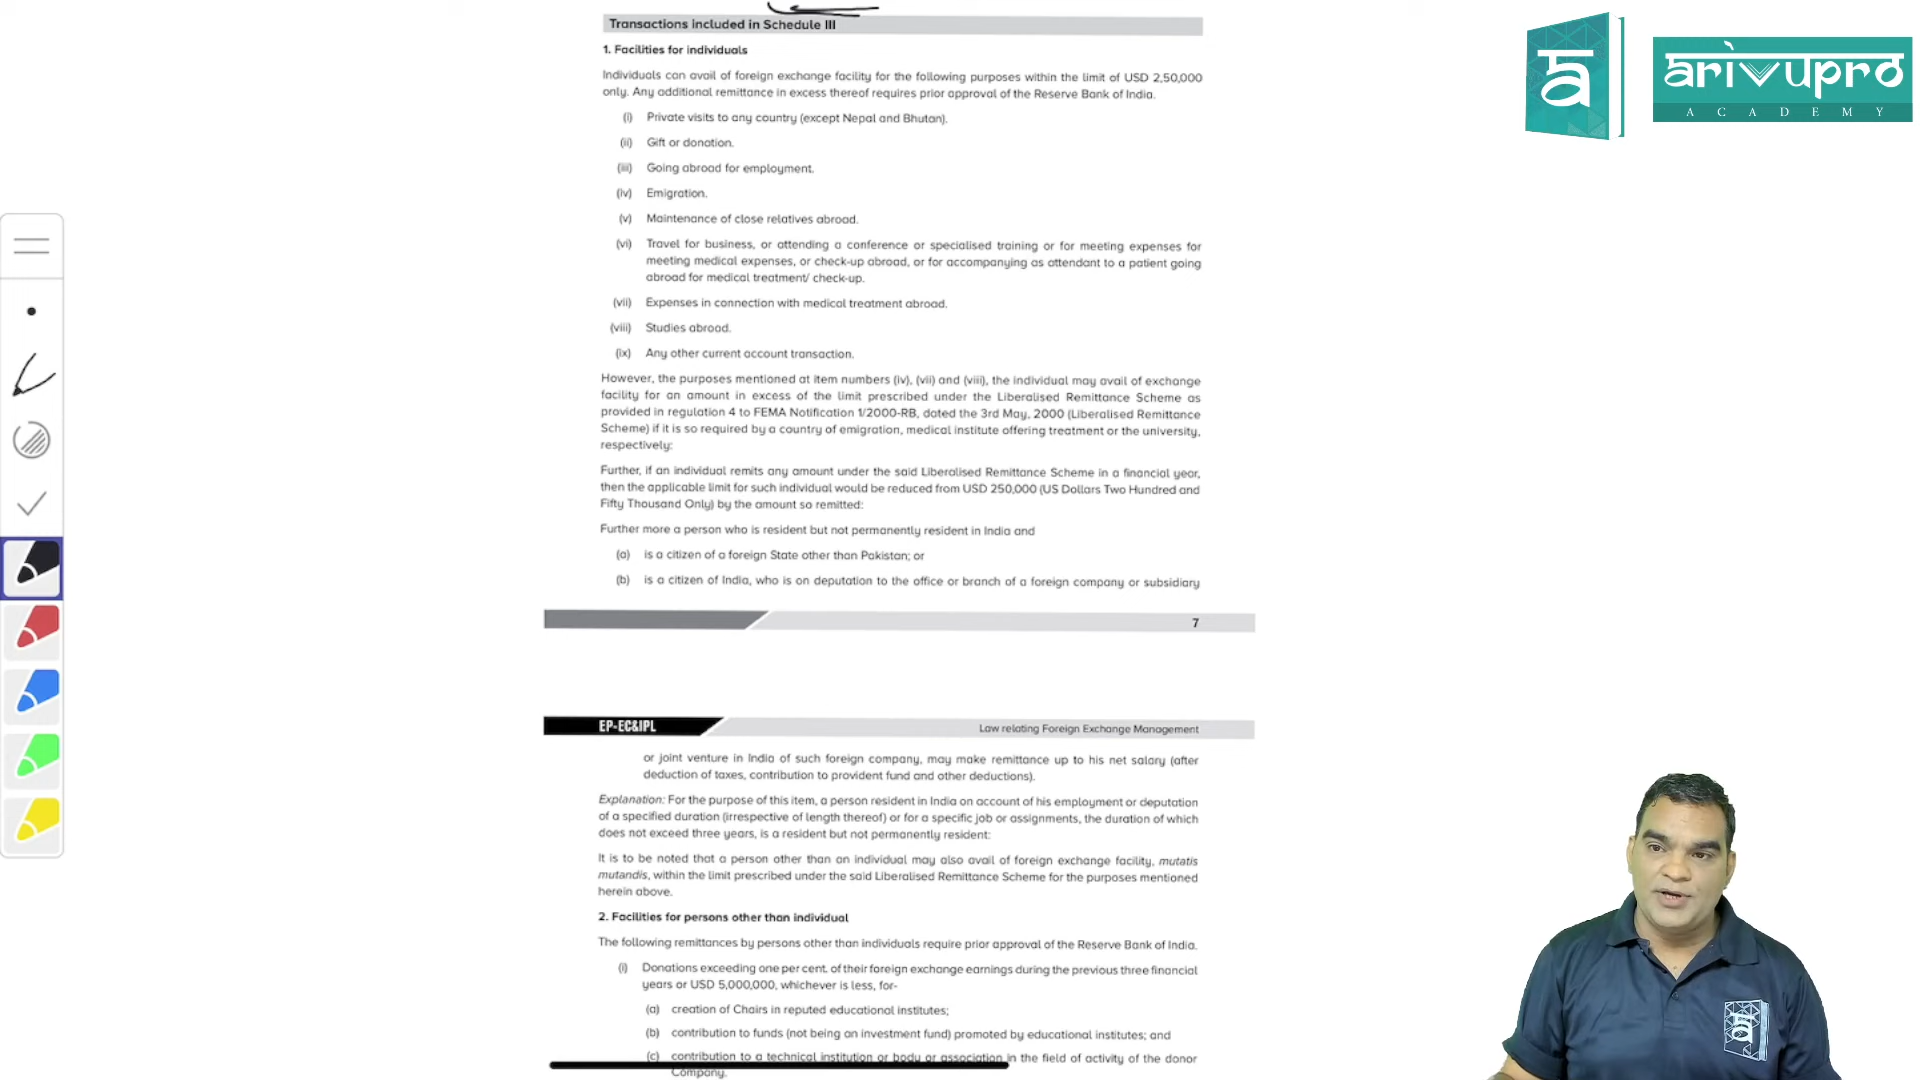 Transactions included in Schedule III
1. Facilities for individuals
Individuals can avail of foreign exchange facility for the following purposes within the limit of USD 2,50,000
only. Any additional remittance in excess thereof requires prior approval of the Reserve Bank of India.
(i) Private visits to any country (except Nepal and Bhutan).
(ii) Gift or donation.
(iii) Going abroad for employment.
(iv) Emigration.
(v) Maintenance of close relatives abroad.
(vi) Travel for business, or attending a conference or specialised training or for meeting expenses for
meeting medical expenses, or check-up abroad, or for accompanying as attendant to a patient going
abroad for medical treatment/ check-up.
(vii) Expenses in connection with medical treatment abroad.
(viii) Studies abroad.
(ix) Any other current account transaction.
However, the purposes mentioned at item numbers (iv), (vii) and (viii), the individual may avail of exchange
facility for an amount in excess of the limit prescribed under the Liberalised Remittance Scheme as
provided in regulation 4 to FEMA Notification 1/2000-RB, dated the 3rd May, 2000 (Liberalised Remittance
Scheme) if it is so required by a country of emigration, medical institute offering treatment or the university,
respectively:
Further, if an individual remits any amount under the said Liberalised Remittance Scheme in a financial year,
then the applicable limit for such individual would be reduced from USD 250,000 (US Dollars Two Hundred and
Fifty Thousand Only) by the amount so remitted:
Further more a person who is resident but not permanently resident in India and
(a) is a citizen of a foreign State other than Pakistan; or
(b) is a citizen of India, who is on deputation to the office or branch of a foreign company or subsidiary
7
EP-EC&IPL
Law relating Foreign Exchange Management
or joint venture in India of such foreign company, may make remittance up to his net salary (after
deduction of taxes, contribution to provident fund and other deductions).
Explanation: For the purpose of this item, a person resident in India on account of his employment or deputation
of a specified duration (irrespective of length thereof) or for a specific job or assignments, the duration of which
does not exceed three years, is a resident but not permanently resident:
It is to be noted that a person other than an individual may also avail of foreign exchange facility, mutatis
mutandis, within the limit prescribed under the said Liberalised Remittance Scheme for the purposes mentioned
herein above.
2. Facilities for persons other than individual
The following remittances by persons other than individuals require prior approval of the Reserve Bank of India.
(i) Donations exceeding one per cent. of their foreign exchange earnings during the previous three financial
years or USD 5,000,000, whichever is less, for-
(a) creation of Chairs in reputed educational institutes;
(b) contribution to funds (not being an investment fund) promoted by educational institutes; and
(c) contribution to a technical institution or body or association in the field of activity of the donor
Company.
arivupro
ACADEMY